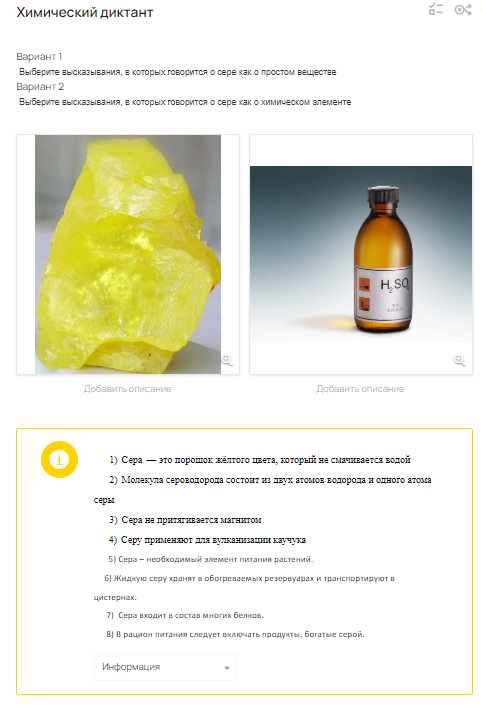 Химический диктант
Вариант 1
Выберите высказывания, в которых говорится о сере как о простом веществе
Вариант 2
Выберите высказывания, в которых говорится о сере как о химическом элементе
H2SO4
Добавить описание
Добавить описание
1) Сера — это порошок жёлтого цвета, который не смачивается водой
2) Молекула сероводорода состоит из двух атомов водорода и одного атома
серы
3) Сера не притягивается магнитом
4) Серу применяют для вулканизации каучука
5) Сера – необходимый элемент питания растений.
6) Жидкую серу хранят в обогреваемых резервуарах и транспортируют в
цистернах.
7) Сера входит в состав многих белков.
8) В рацион питания следует включать продукты, богатые серой.
Информация